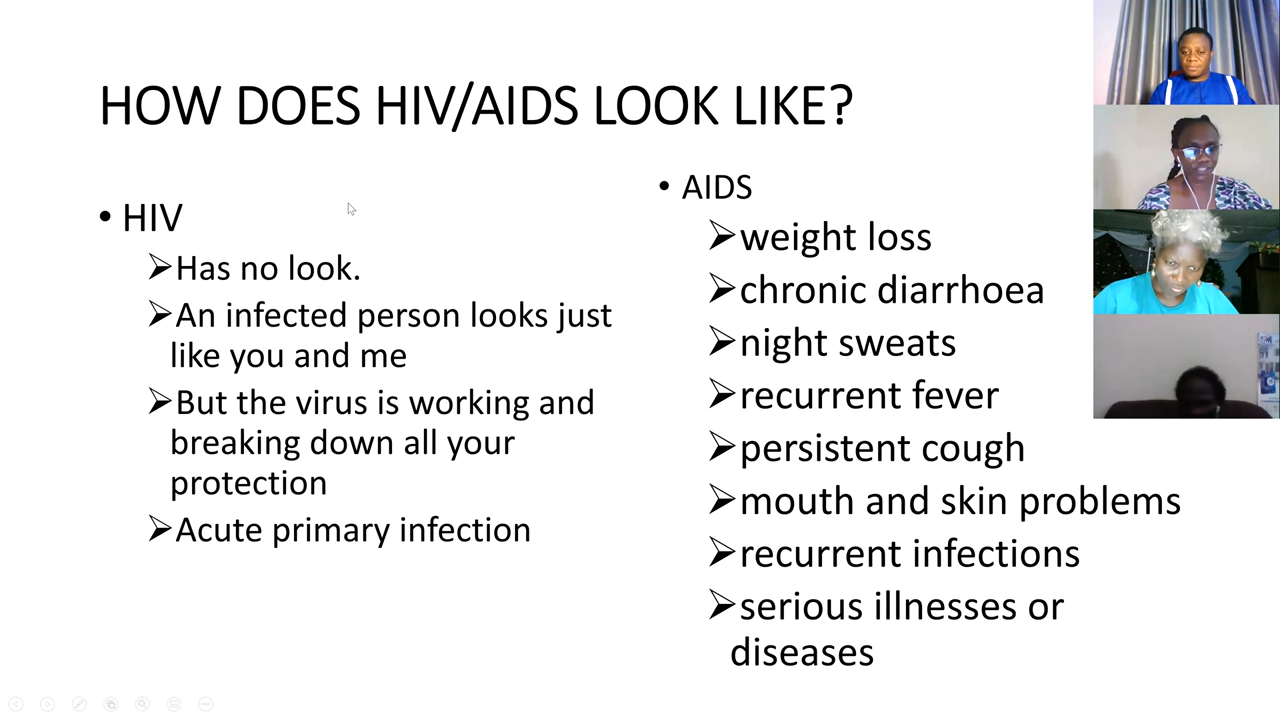 HOW DOES HIV/AIDS LOOK LIKE?
• HIV
➢Has no look.
➢An infected person looks just
like you and me
➢But the virus is working and
breaking down all your
protection
➢Acute primary infection
• AIDS
➢weight loss
➢chronic diarrhoea
➢night sweats
➢recurrent fever
➢persistent cough
➢mouth and skin problems
➢recurrent infections
➢serious illnesses or
diseases